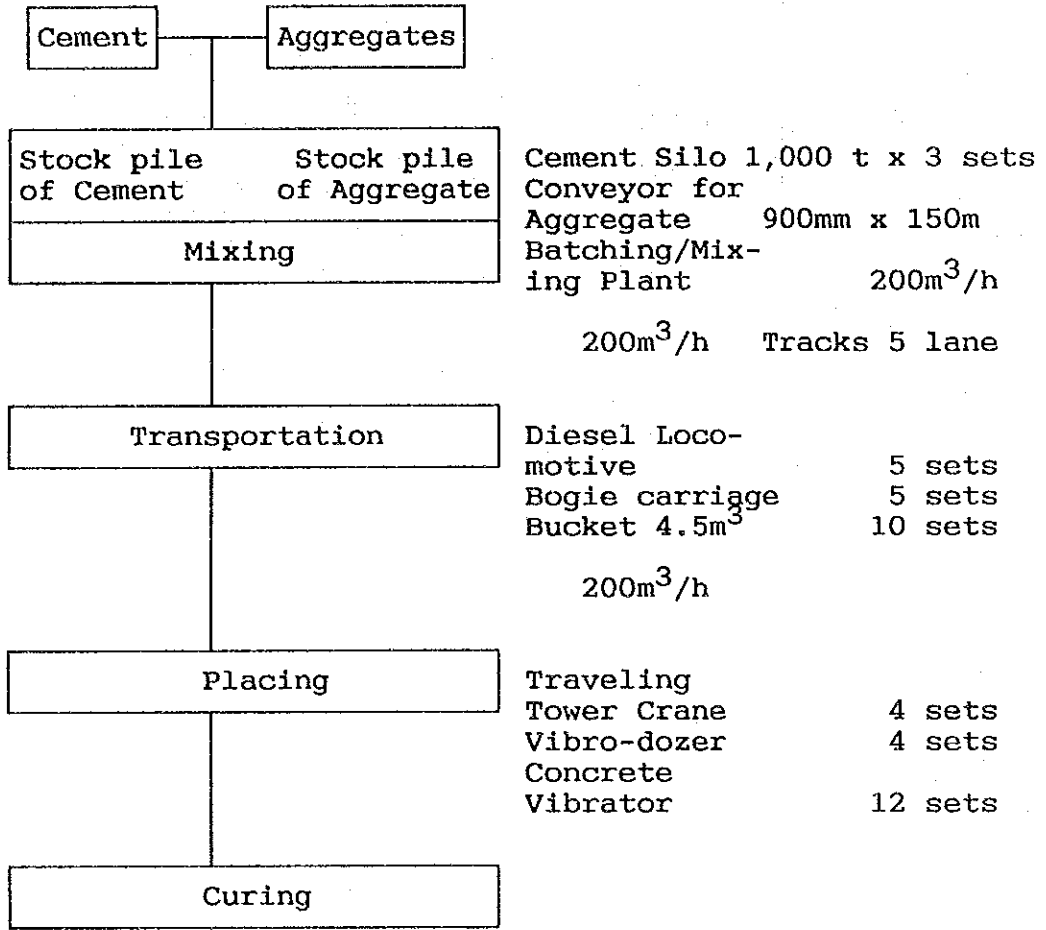 Cement Aggregates
Stock pile Stock pile
of Cement of Aggregate
Mixing
Cement Silo 1,000 t x 3 sets
Conveyor for
Aggregate 900mm x 150m
Batching/Mix-
ing Plant 200m³/h
200m³/h Tracks 5 lane
Transportation
Diesel Loco-
motive 5 sets
Bogie carriage 5 sets
Bucket 4.5m³ 10 sets
200m³/h
Placing
Traveling
Tower Crane 4 sets
Vibro-dozer 4 sets
Concrete
Vibrator 12 sets
Curing